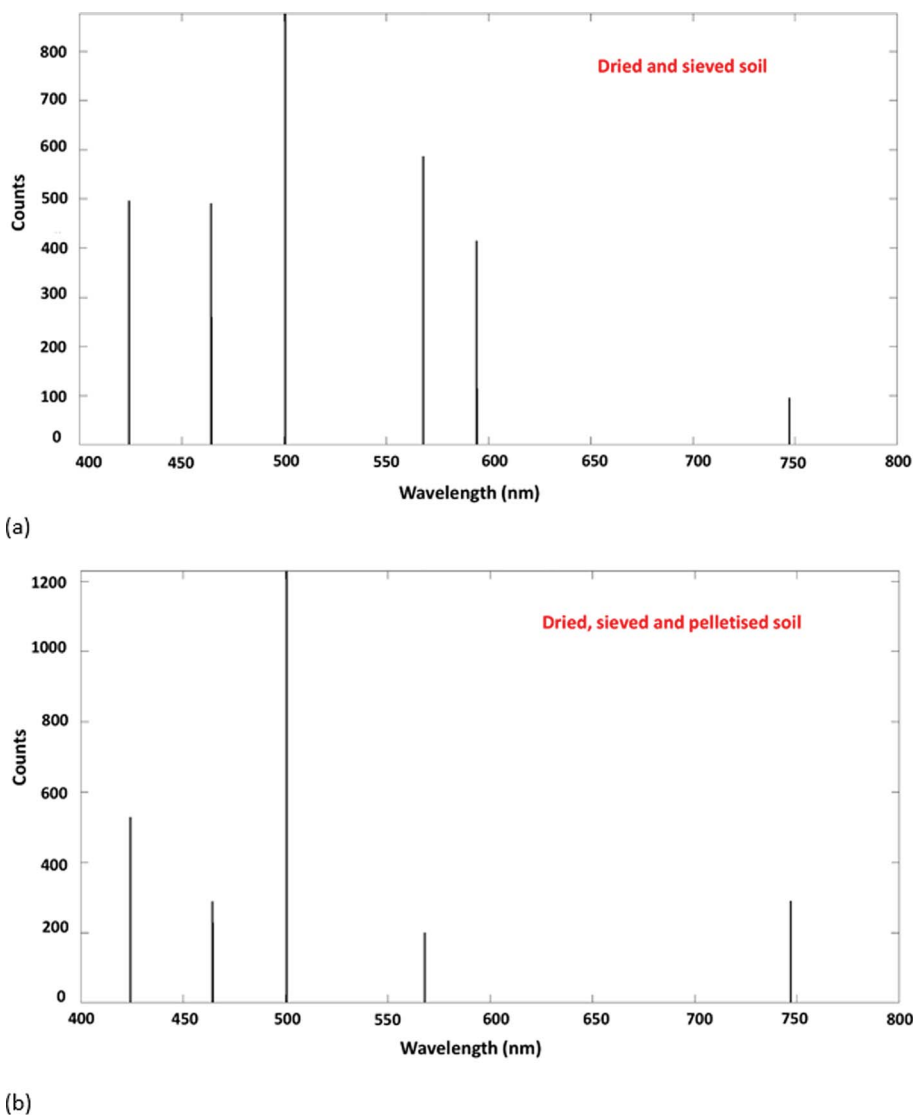 800
Dried and sieved soil
700
600
500
Counts
400
300
200
100
0
400 450 500 550 600 650 700 750 800
Wavelength (nm)
(a)
1200
Dried, sieved and pelletised soil
1000
800
Counts
600
400
200
0
400 450 500 550 600 650 700 750 800
Wavelength (nm)
(b)